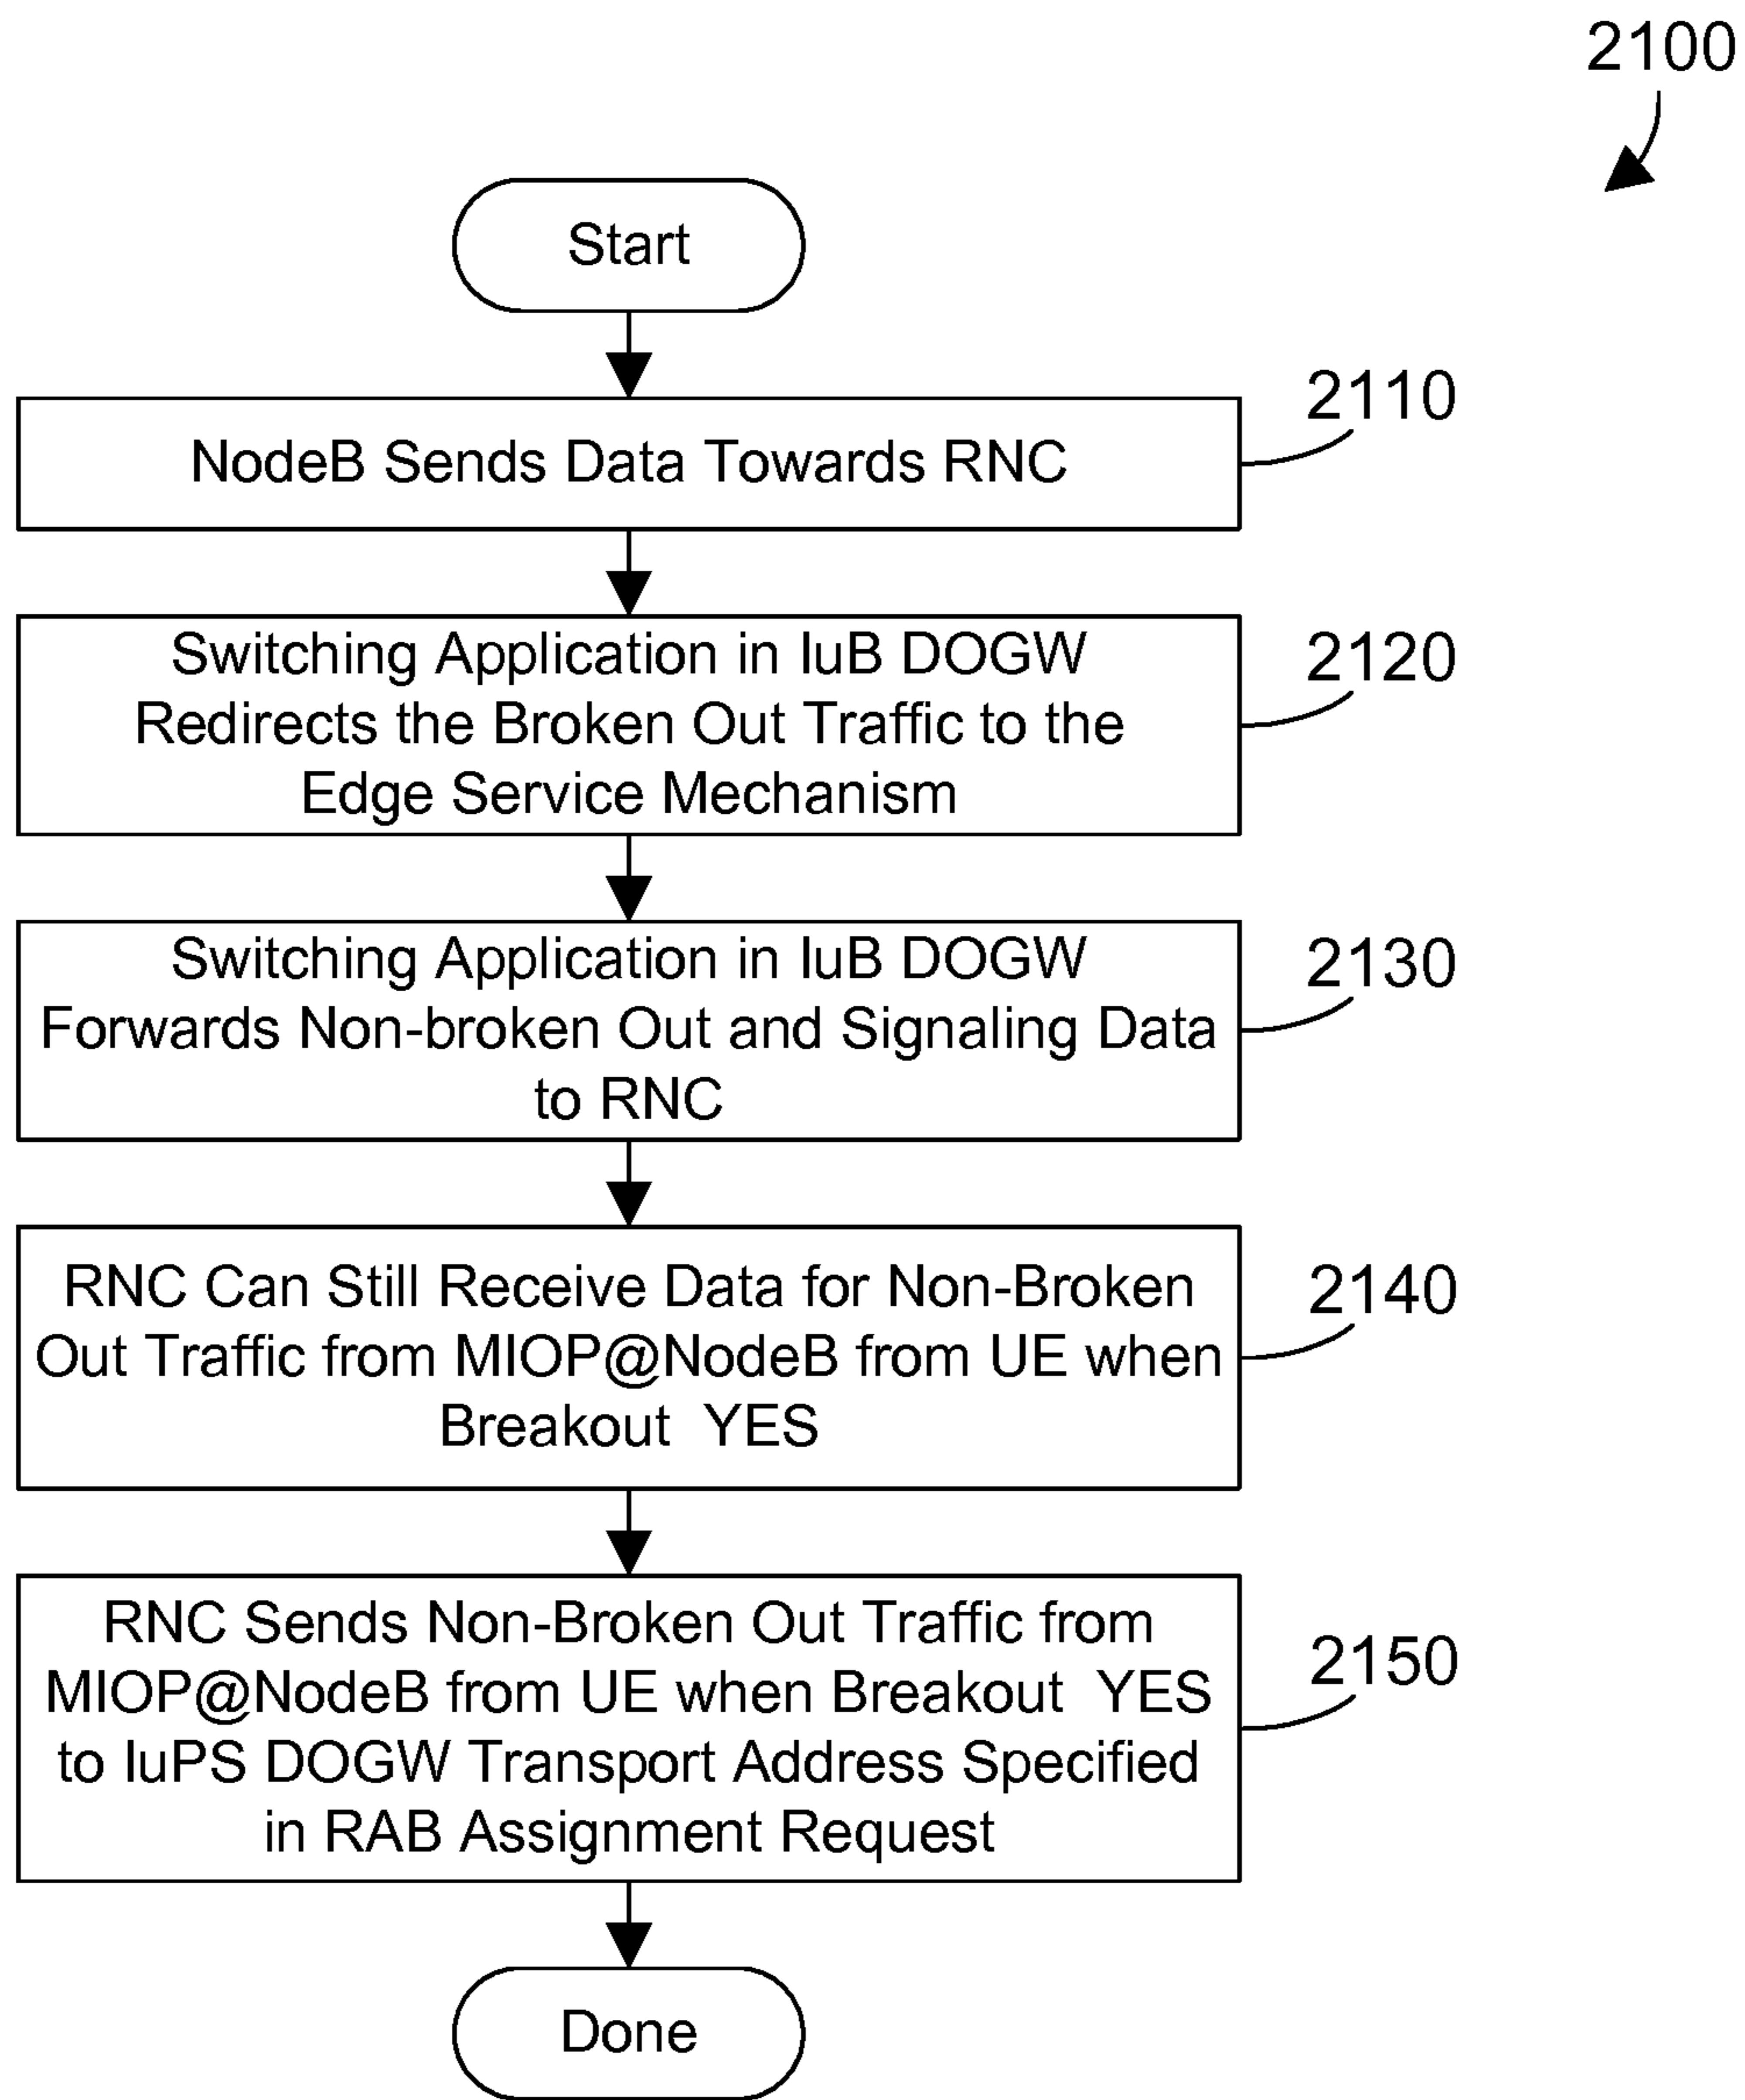 2100
Start
NodeB Sends Data Towards RNC
2110
Switching Application in IuB DOGW
Redirects the Broken Out Traffic to the
Edge Service Mechanism
2120
Switching Application in IuB DOGW
Forwards Non-broken Out and Signaling Data
to RNC
2130
RNC Can Still Receive Data for Non-Broken
Out Traffic from MIOP@NodeB from UE when
Breakout YES
2140
RNC Sends Non-Broken Out Traffic from
MIOP@NodeB from UE when Breakout YES
to IuPS DOGW Transport Address Specified
in RAB Assignment Request
2150
Done